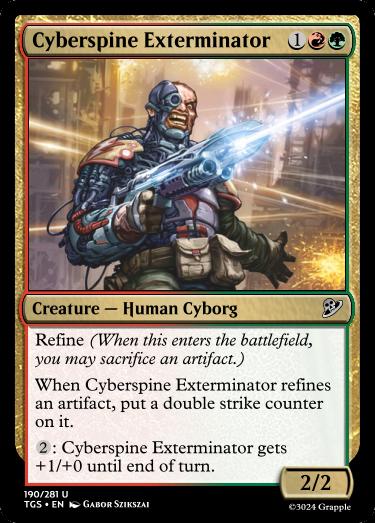 Cyberspine Exterminator 1
Creature — Human Cyborg
Refine (When this enters the battlefield,
you may sacrifice an artifact.)
When Cyberspine Exterminator refines
an artifact, put a double strike counter
on it.
2: Cyberspine Exterminator gets
+1/+0 until end of turn.
2/2
190/281 U
TGS • EN Gabor Szikszai
©3024 Grapple